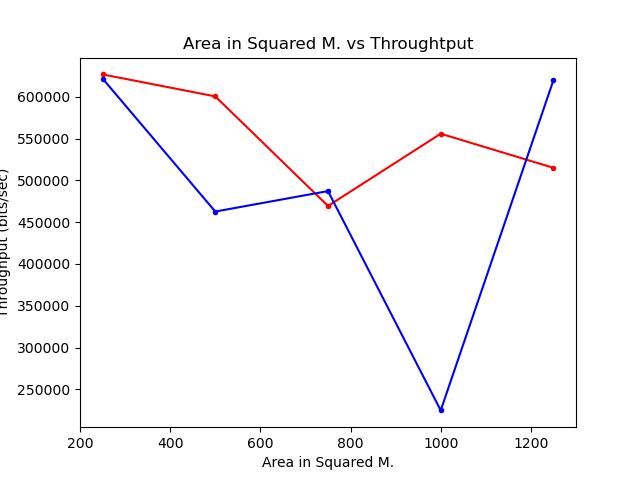 Area in Squared M. vs Throughtput
600000
550000
500000
450000
400000
350000
300000
250000
Throughput (bits/sec)
200 400 600 800 1000 1200
Area in Squared M.